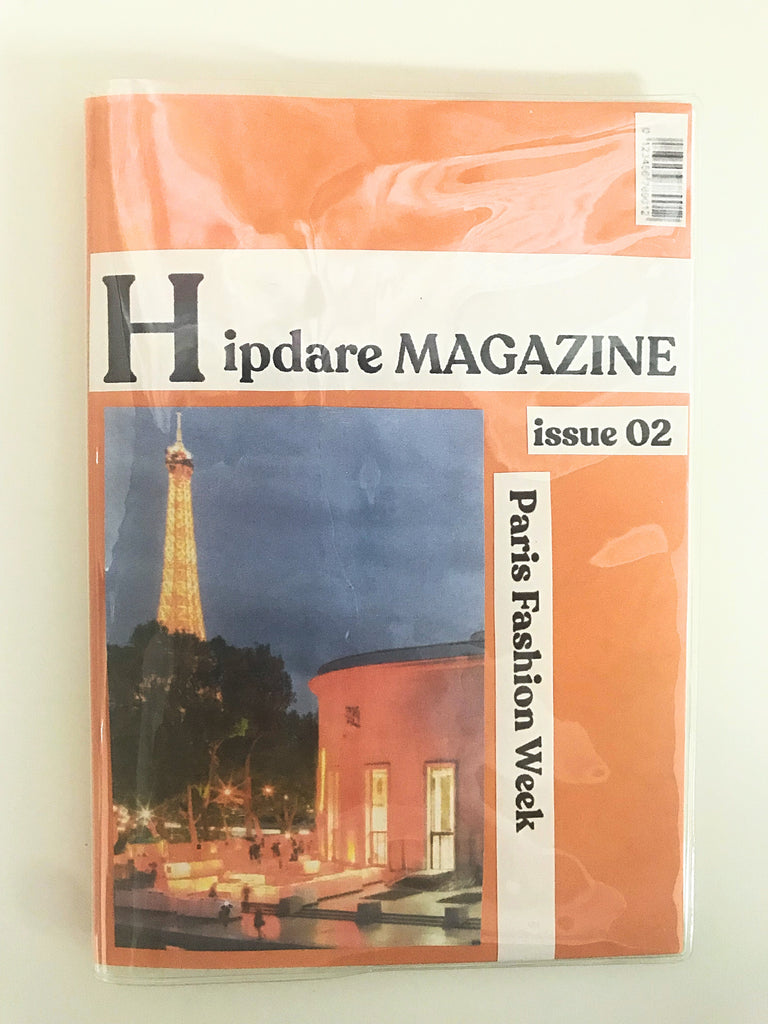 Hipdare MAGAZINE
issue 02
Paris Fashion Week